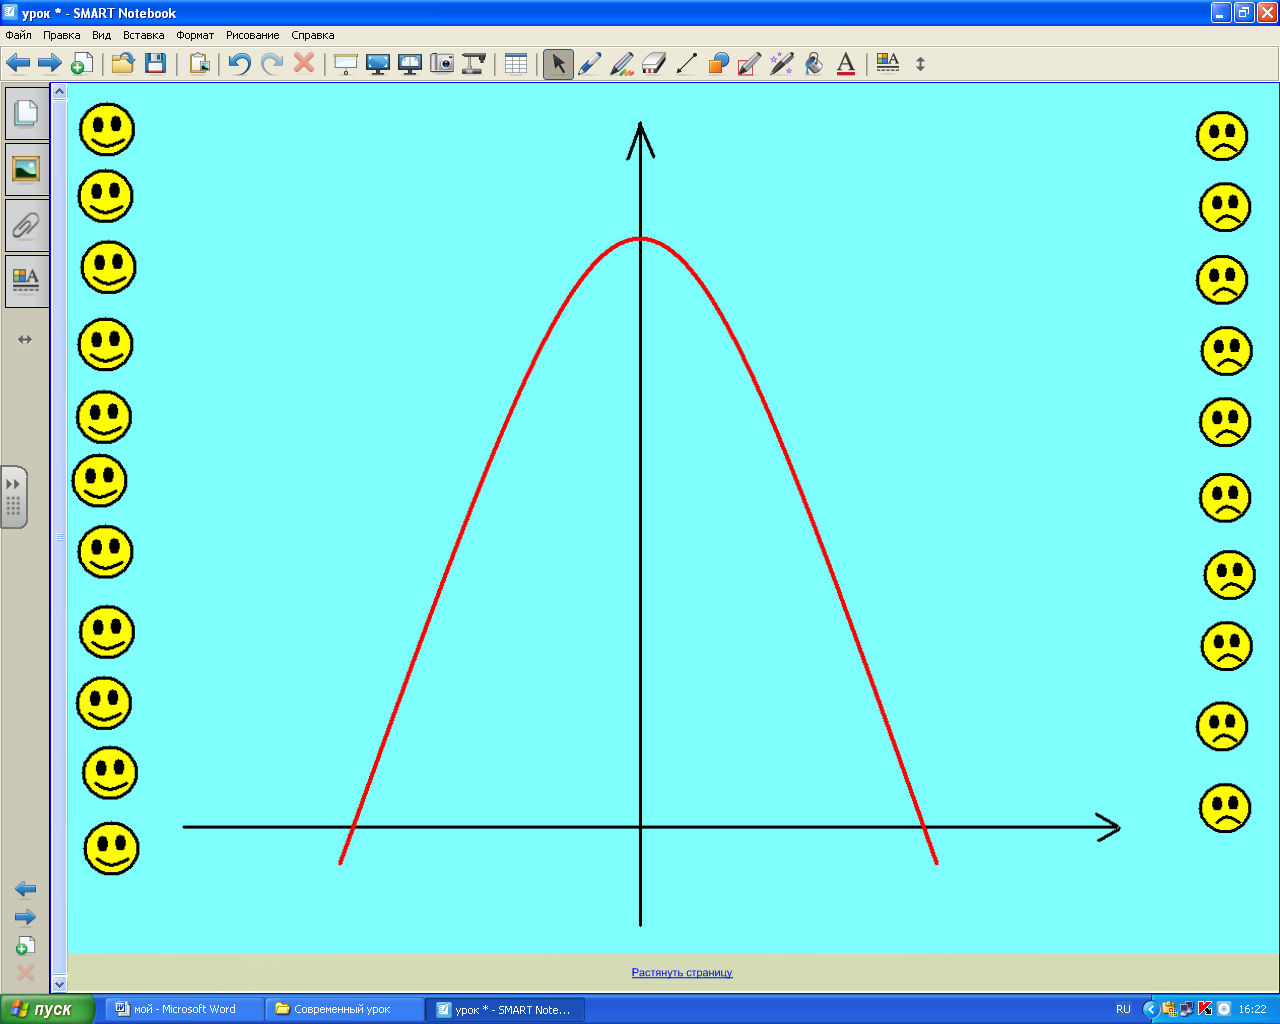 урок * - SMART Notebook
Файл Правка Вид Вставка Формат Рисование Справка
Растянуть страницу
пуск
мой - Microsoft Word
Современный урок
урок * - SMART Note...
RU
16:22